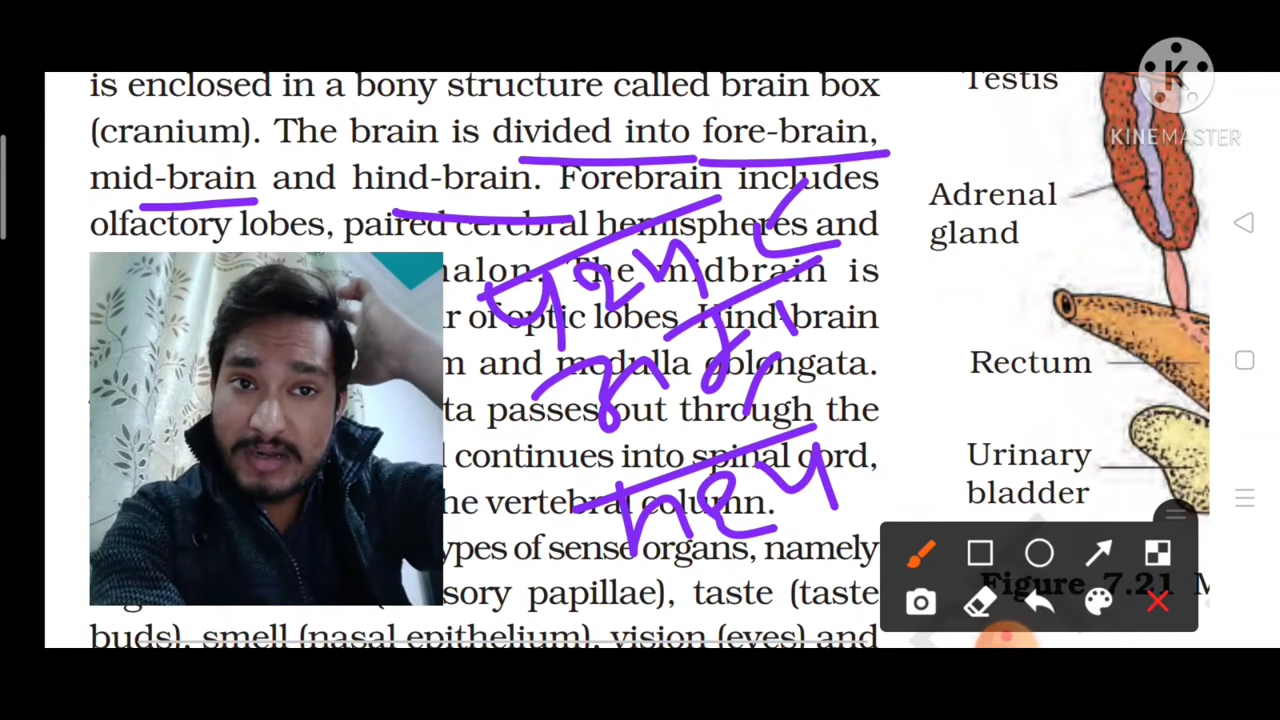 is enclosed in a bony structure called brain box
(cranium). The brain is divided into fore-brain,
mid-brain and hind-brain. Forebrain includes
olfactory lobes, paired cerebral hemispheres and
The midbrain is
of optic lobes. Hind-brain
and medulla oblongata.
passes out through the
continues into spinal cord,
vertebral column.
of sense organs, namely
papillae), taste (taste
buds), smell (nasal epithelium), vision (eyes) and
Testis
Adrenal
gland
Rectum
Urinary
bladder
Figure 7.21
K
KINEMASTER